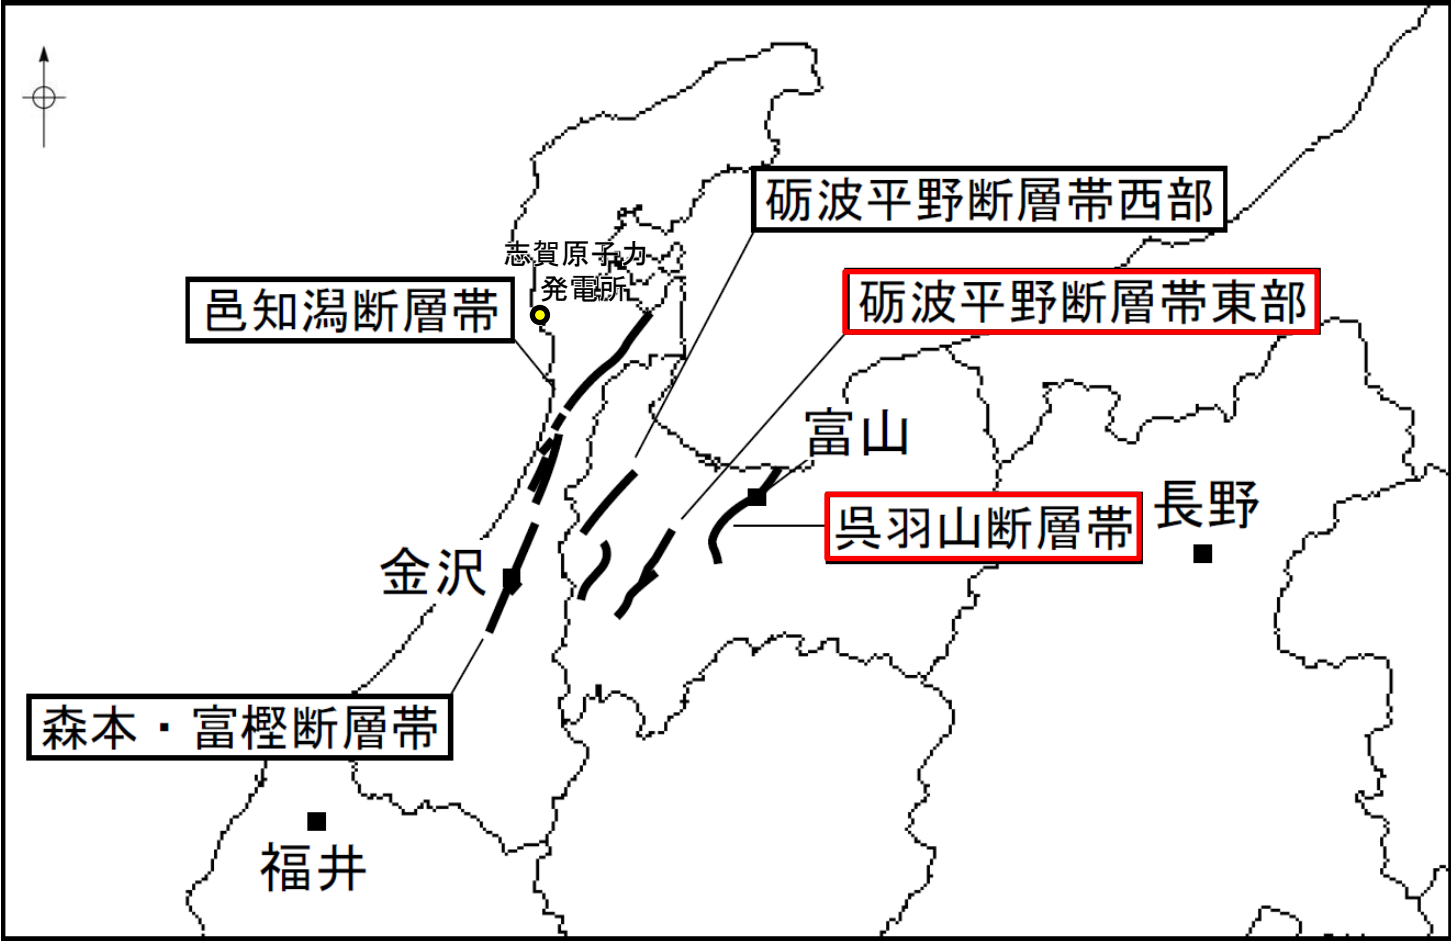 砺波平野断層帯西部
志賀原子力
発電所
邑知潟断層帯
砺波平野断層帯東部
富山
呉羽山断層帯
長野
金沢
森本・富樫断層帯
福井